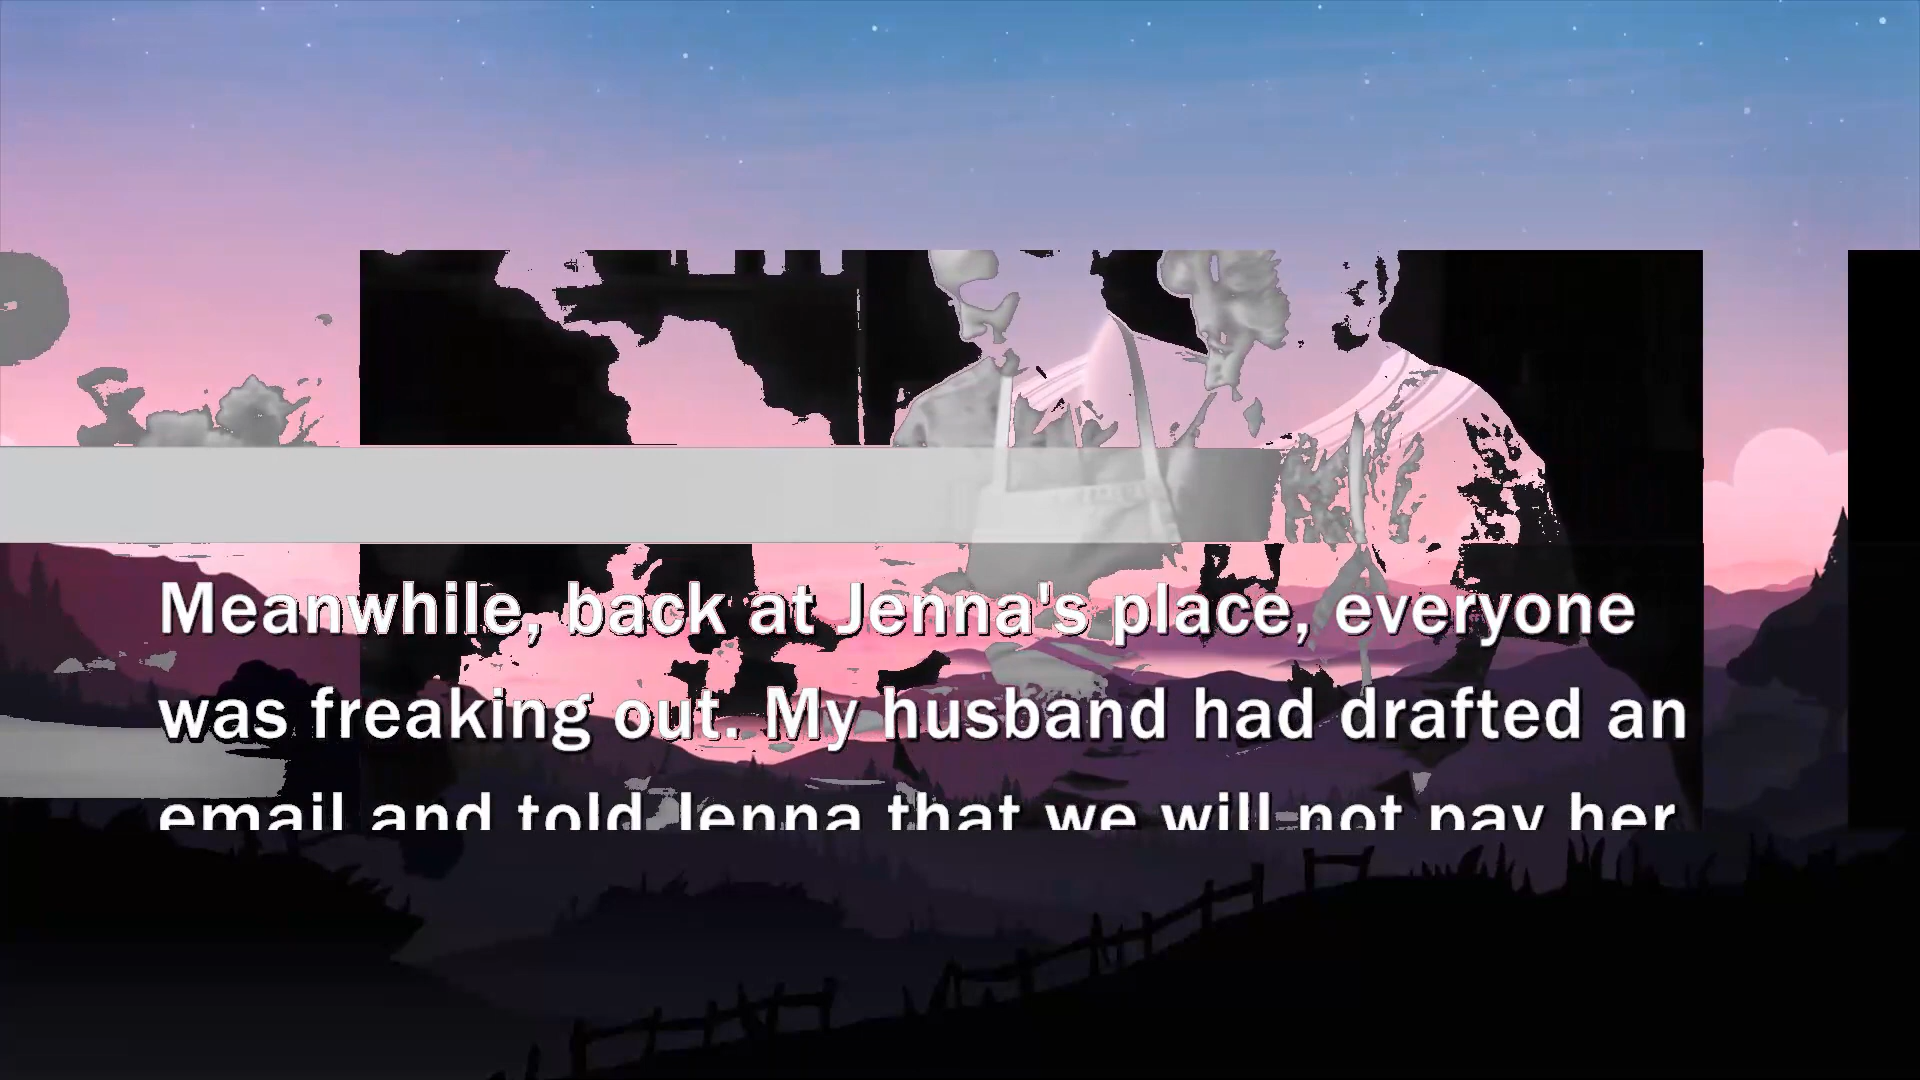 Meanwhile, back at Jenna's place, everyone
was freaking out. My husband had drafted an
email and told Jenna that we will not pay her